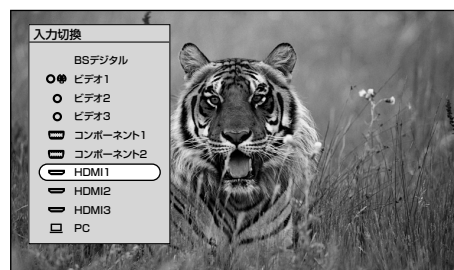 入力切換
BSデジタル
ビデオ1
ビデオ2
ビデオ3
コンポーネント1
コンポーネント2
HDMI1
HDMI2
HDMI3
PC